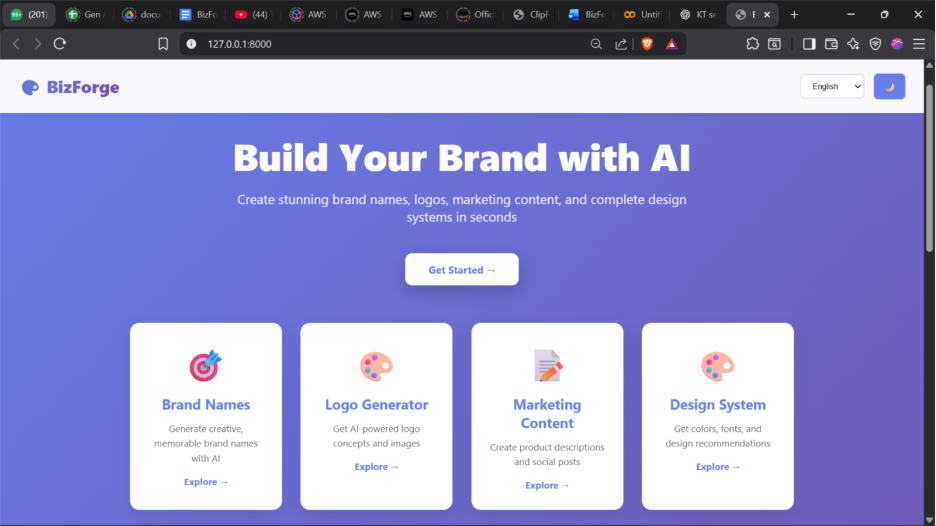 (201)
Gen
docu
BizFo
(44)
AWS
AWS
AWS
Offic
ClipF
BizFo
Untit
KT se
127.0.0.1:8000
BizForge
English
Build Your Brand with AI
Create stunning brand names, logos, marketing content, and complete design
systems in seconds
Get Started →
Brand Names
Generate creative,
memorable brand names
with AI
Explore →
Logo Generator
Get AI-powered logo
concepts and images
Explore →
Marketing
Content
Create product descriptions
and social posts
Explore →
Design System
Get colors, fonts, and
design recommendations
Explore →